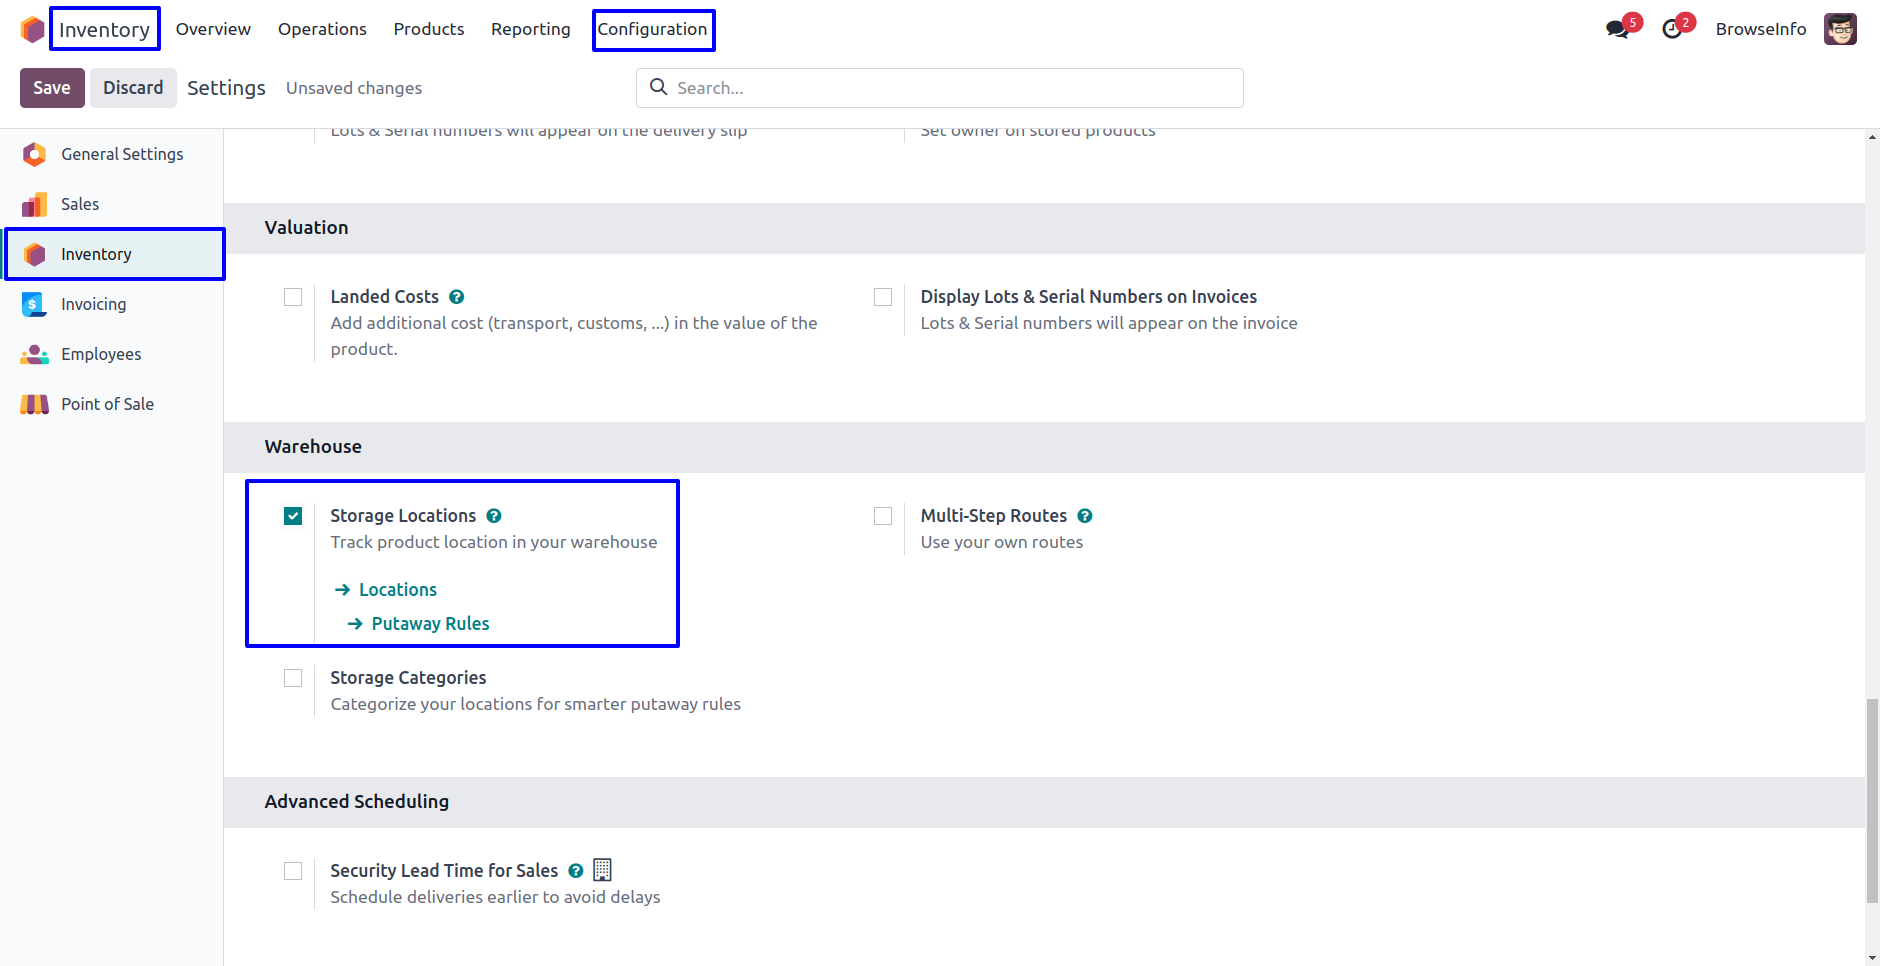 Inventory Overview Operations Products Reporting Configuration 5 2 BrowseInfo
Save Discard Settings Unsaved changes Search...
General Settings
Sales
Inventory
Invoicing
Employees
Point of Sale
Lots & Serial numbers will appear on the delivery slip
Set owner on stored products
Valuation
Landed Costs ?
Add additional cost (transport, customs, ...) in the value of the
product.
Display Lots & Serial Numbers on Invoices
Lots & Serial numbers will appear on the invoice
Warehouse
Storage Locations ?
Track product location in your warehouse
Locations
Putaway Rules
Multi-Step Routes ?
Use your own routes
Storage Categories
Categorize your locations for smarter putaway rules
Advanced Scheduling
Security Lead Time for Sales ?
Schedule deliveries earlier to avoid delays